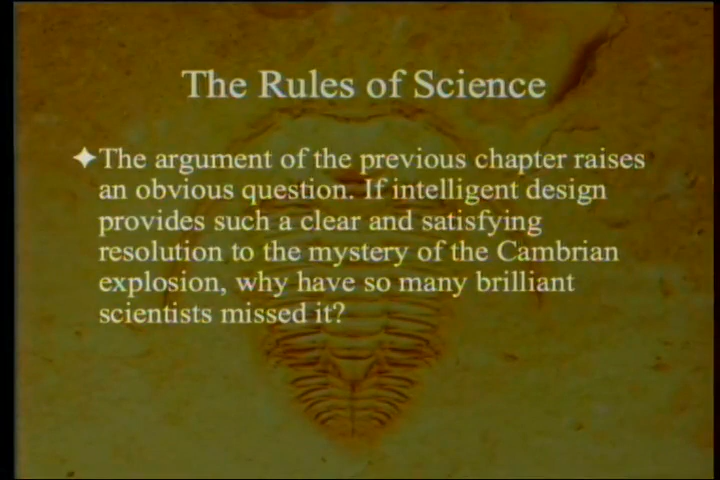 The Rules of Science
The argument of the previous chapter raises
an obvious question. If intelligent design
provides such a clear and satisfying
resolution to the mystery of the Cambrian
explosion, why have so many brilliant
scientists missed it?